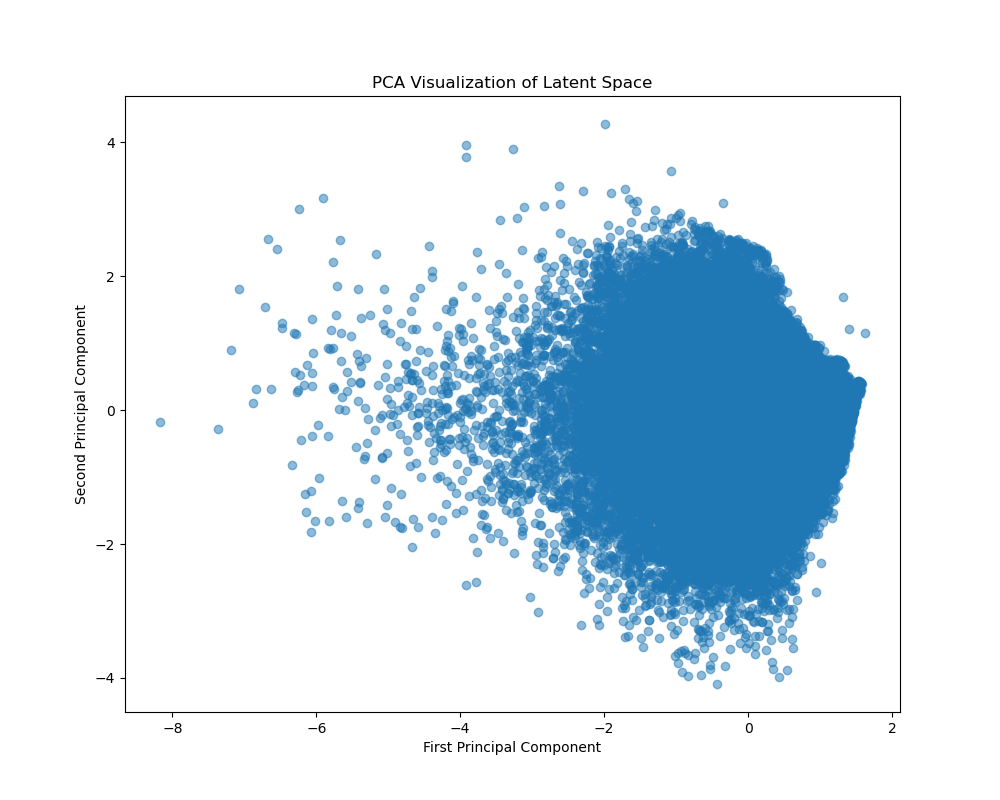 PCA Visualization of Latent Space
4
2
0
−2
−4
Second Principal Component
−8 −6 −4 −2 0 2
First Principal Component